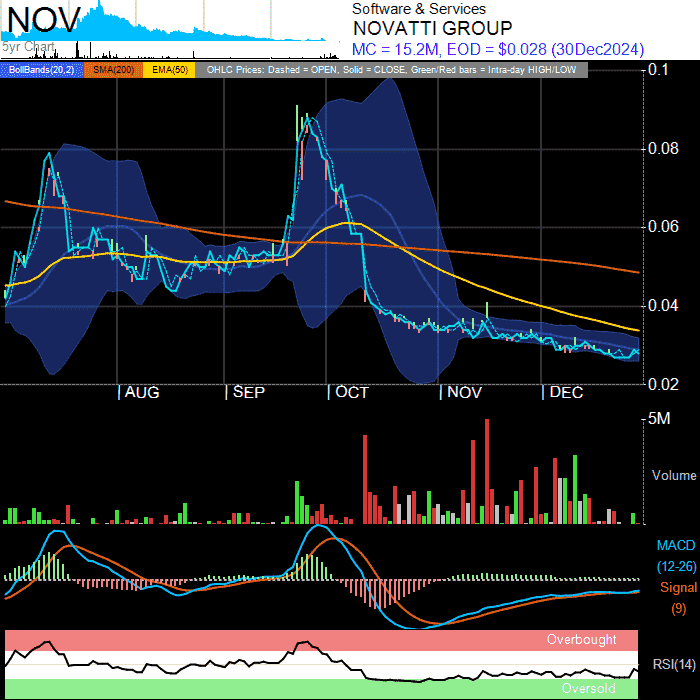 NOV
5yr Chart
Software & Services
NOVATTI GROUP
MC = 15.2M, EOD = $0.028 (30Dec2024)
BollBands(20,2) SMA(200) EMA(50) OHLC Prices: Dashed = OPEN, Solid = CLOSE, Green/Red bars = Intra-day HIGH/LOW
0.1
0.08
0.06
0.04
0.02
AUG SEP OCT NOV DEC
5M
Volume
MACD
(12-26)
Signal
(9)
Overbought
RSI(14)
Oversold